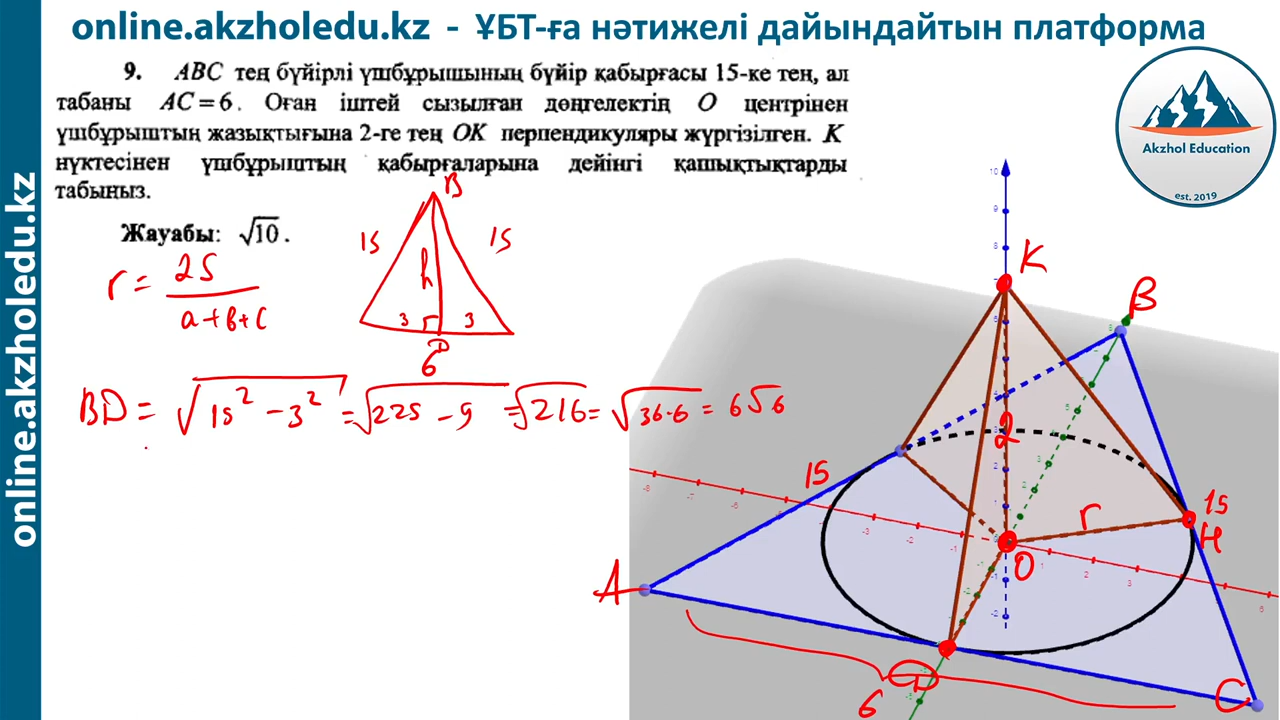 online.akzholedu.kz - ҰБТ-ға нәтижелі дайындайтын платформа
9. ABC тең бүйірлі үшбұрышының бүйір қабырғасы 15-ке тең, ал
табаны AC = 6. Оған іштей сызылған дөңгелектің O центрінен
үшбұрыштың жазықтығына 2-ге тең OK перпендикуляры жүргізілген. K
нүктесінен үшбұрыштың қабырғаларына дейінгі қашықтықтарды
табыңыз.
Жауабы: √10.
Akzhol Education
est. 2019
online.akzholedu.kz
B
15 15
h
3 3
D
6
r = 2S / (a+b+c)
BD = √(15² - 3²) = √(225 - 9) = √216 = √(36·6) = 6√6
K
B
2
15
15
r
H
O
A
D
6
C